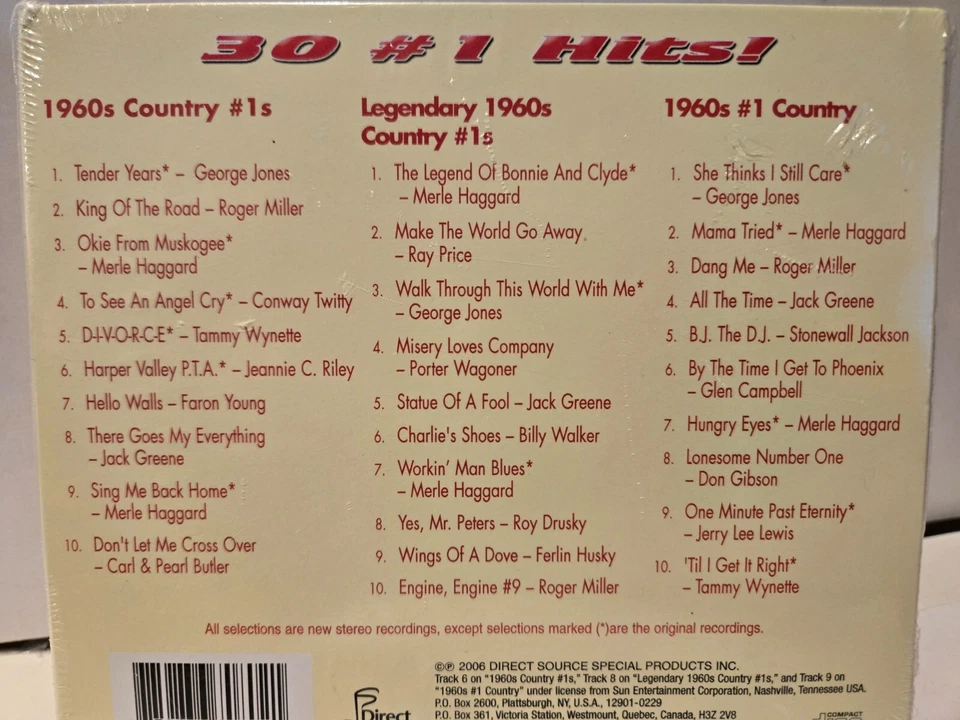 30 #1 Hits!
1960s Country #1s
1. Tender Years* – George Jones
2. King Of The Road – Roger Miller
3. Okie From Muskogee*
– Merle Haggard
4. To See An Angel Cry* – Conway Twitty
5. D-I-V-O-R-C-E* – Tammy Wynette
6. Harper Valley P.T.A.* – Jeannie C. Riley
7. Hello Walls – Faron Young
8. There Goes My Everything
– Jack Greene
9. Sing Me Back Home*
– Merle Haggard
10. Don't Let Me Cross Over
– Carl & Pearl Butler
Legendary 1960s
Country #1s
1. The Legend Of Bonnie And Clyde*
– Merle Haggard
2. Make The World Go Away
– Ray Price
3. Walk Through This World With Me*
– George Jones
4. Misery Loves Company
– Porter Wagoner
5. Statue Of A Fool – Jack Greene
6. Charlie's Shoes – Billy Walker
7. Workin' Man Blues*
– Merle Haggard
8. Yes, Mr. Peters – Roy Drusky
9. Wings Of A Dove – Ferlin Husky
10. Engine, Engine #9 – Roger Miller
1960s #1 Country
1. She Thinks I Still Care*
– George Jones
2. Mama Tried* – Merle Haggard
3. Dang Me – Roger Miller
4. All The Time – Jack Greene
5. B.J. The D.J. – Stonewall Jackson
6. By The Time I Get To Phoenix
– Glen Campbell
7. Hungry Eyes* – Merle Haggard
8. Lonesome Number One
– Don Gibson
9. One Minute Past Eternity*
– Jerry Lee Lewis
10. 'Til I Get It Right*
– Tammy Wynette
All selections are new stereo recordings, except selections marked (*)are the original recordings.
©℗ 2006 DIRECT SOURCE SPECIAL PRODUCTS INC.
Track 6 on "1960s Country #1s," Track 8 on "Legendary 1960s Country #1s," and Track 9 on
"1960s #1 Country" under license from Sun Entertainment Corporation, Nashville, Tennessee USA.
P.O. Box 2600, Plattsburg, N.Y, U.S.A., 12901-0229
P.O. Box 361, Victoria Station, Westmount, Quebec, Canada, H3Z 2V8
Direct
COMPACT